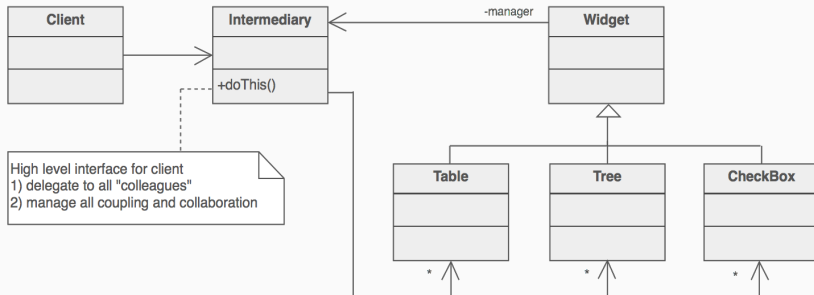 Client
Intermediary
-manager
Widget
+doThis()
High level interface for client
1) delegate to all "colleagues"
2) manage all coupling and collaboration
Table
Tree
CheckBox
*
*
*